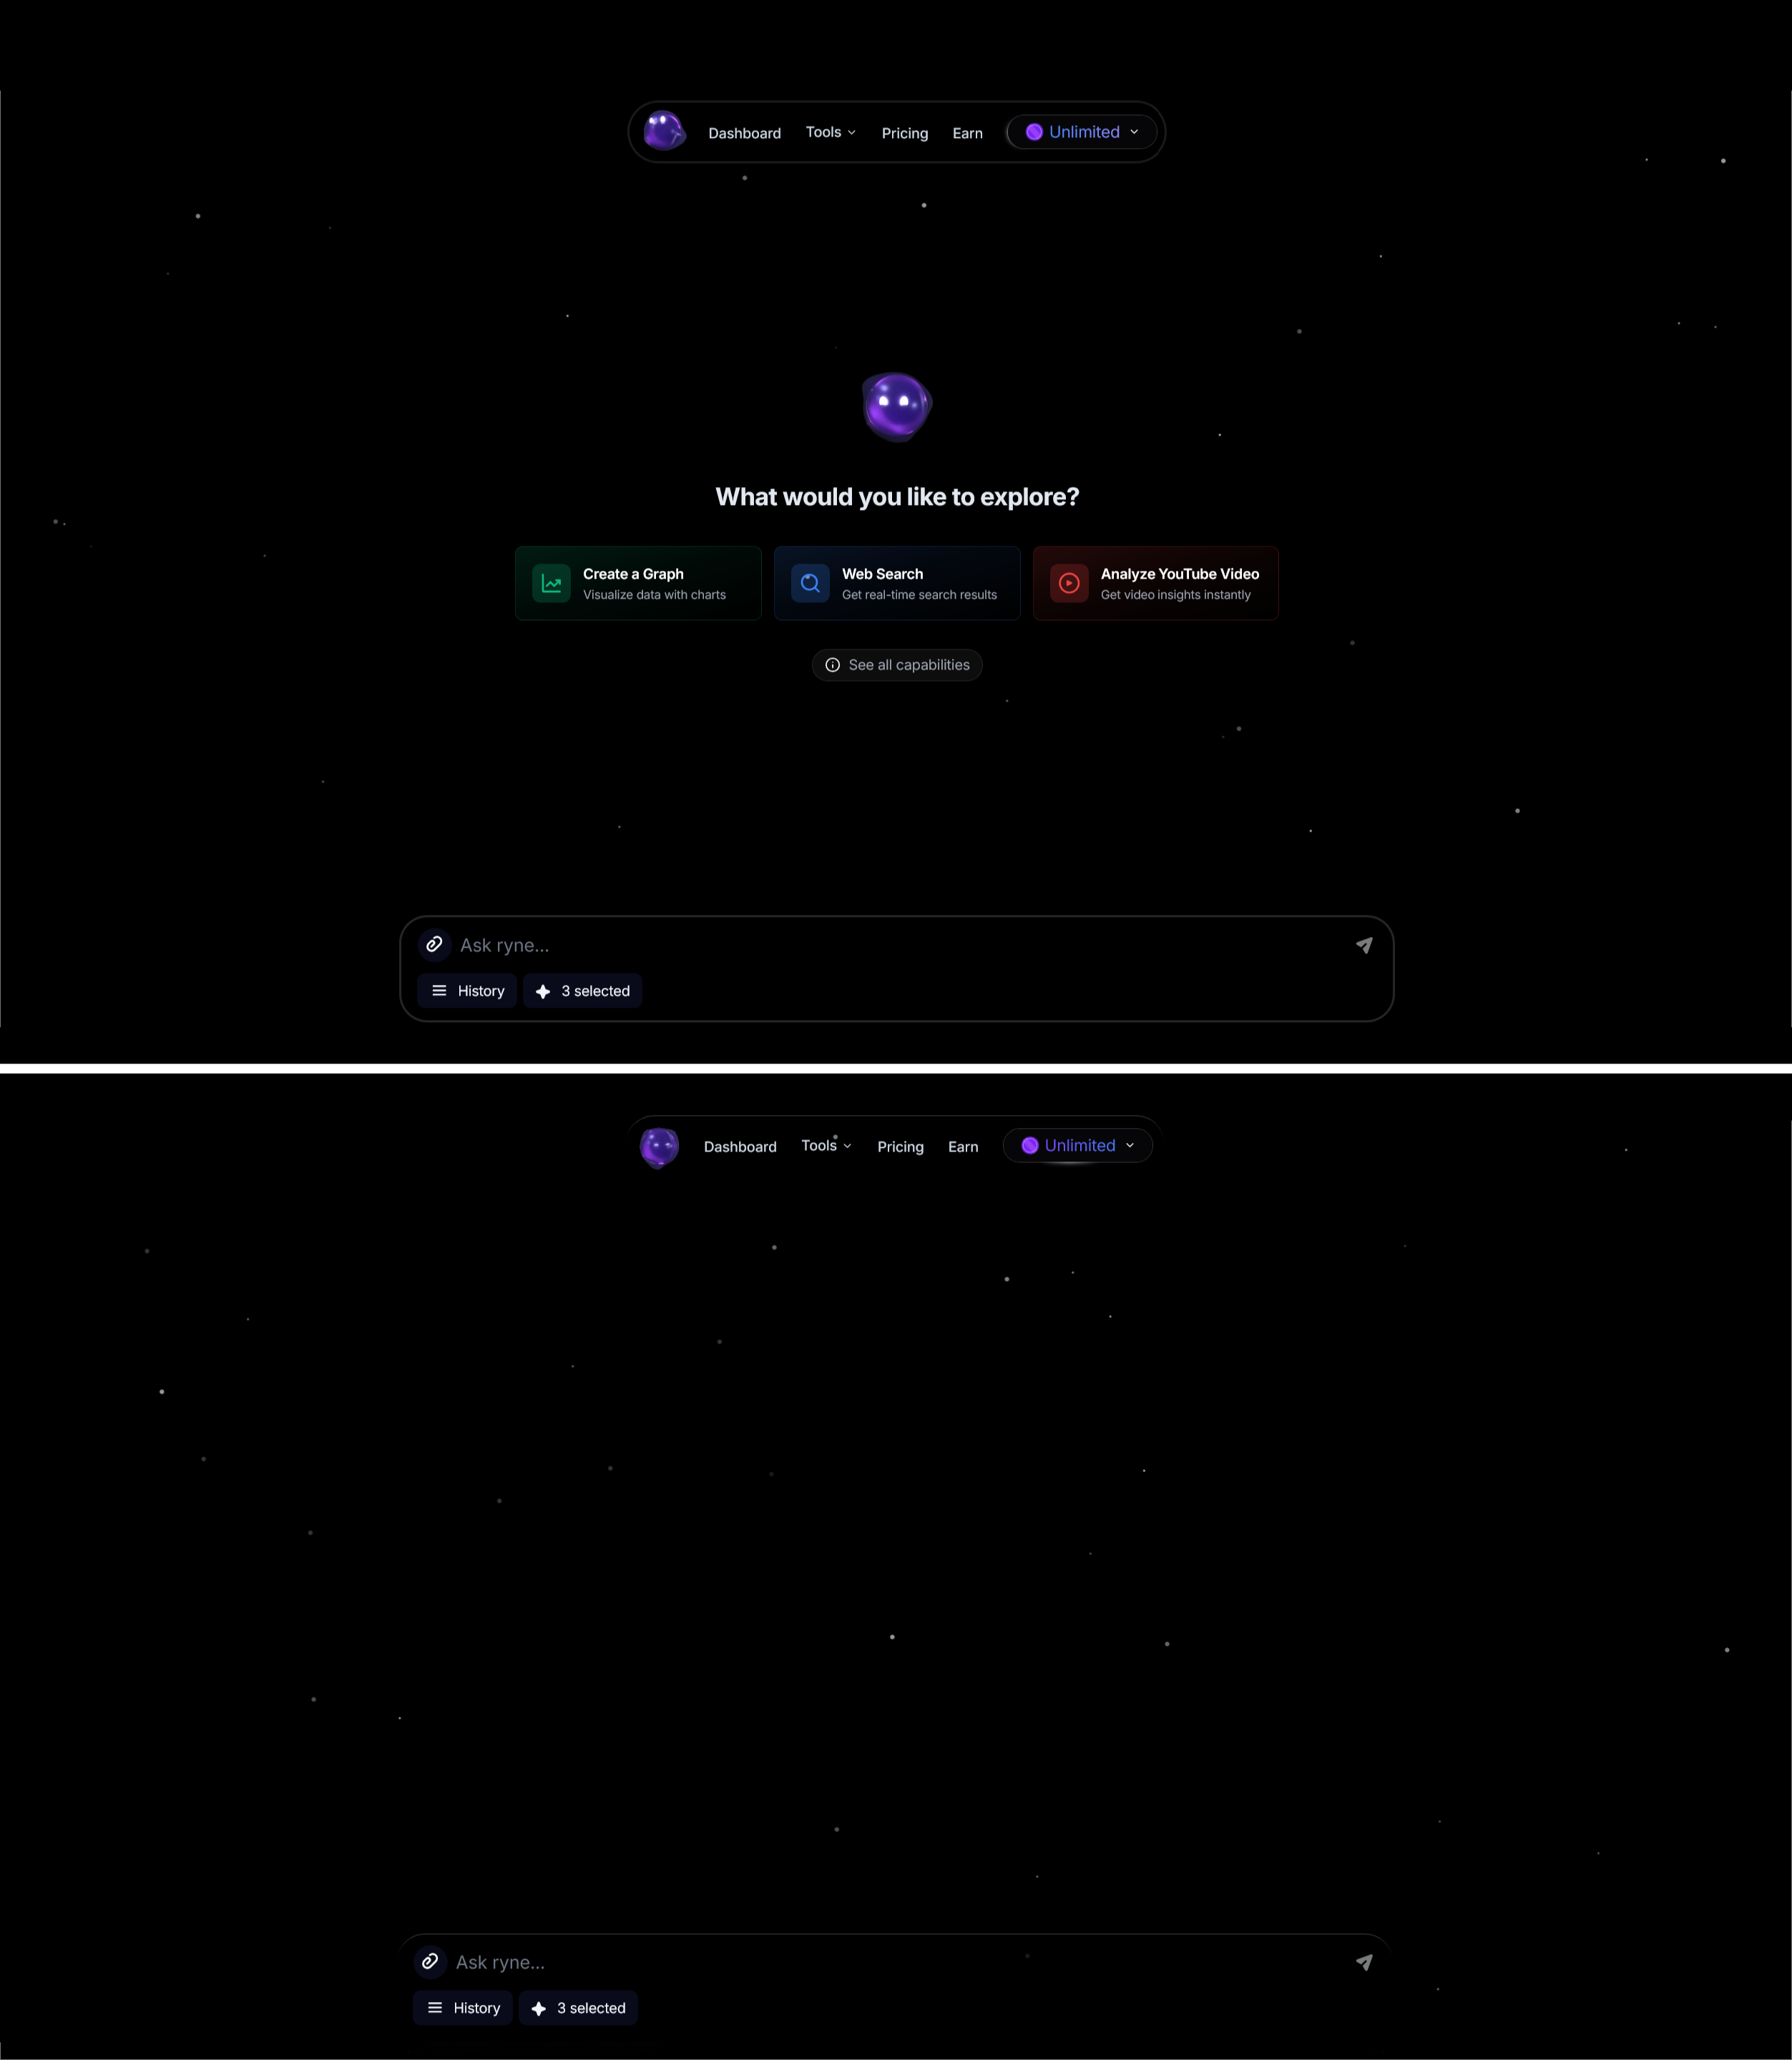 Dashboard Tools Pricing Earn Unlimited
What would you like to explore?
Create a Graph
Visualize data with charts
Web Search
Get real-time search results
Analyze YouTube Video
Get video insights instantly
See all capabilities
Ask ryne...
History 3 selected
Dashboard Tools Pricing Earn Unlimited
Ask ryne...
History 3 selected